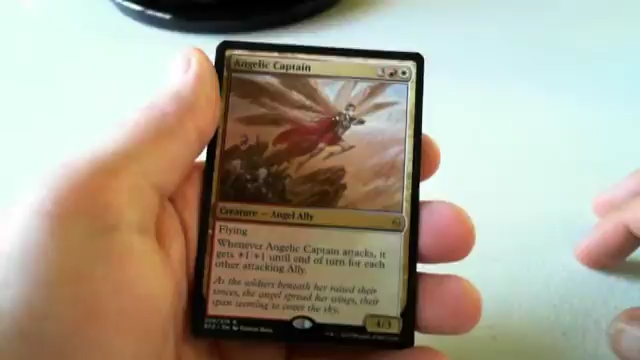 Angelic Captain 3
Creature — Angel Ally
Flying
Whenever Angelic Captain attacks, it
gets +1/+1 until end of turn for each
other attacking Ally.
As the soldiers beneath her raised their
voices, the angel spread her wings, their
span seeming to cover the sky.
4/3